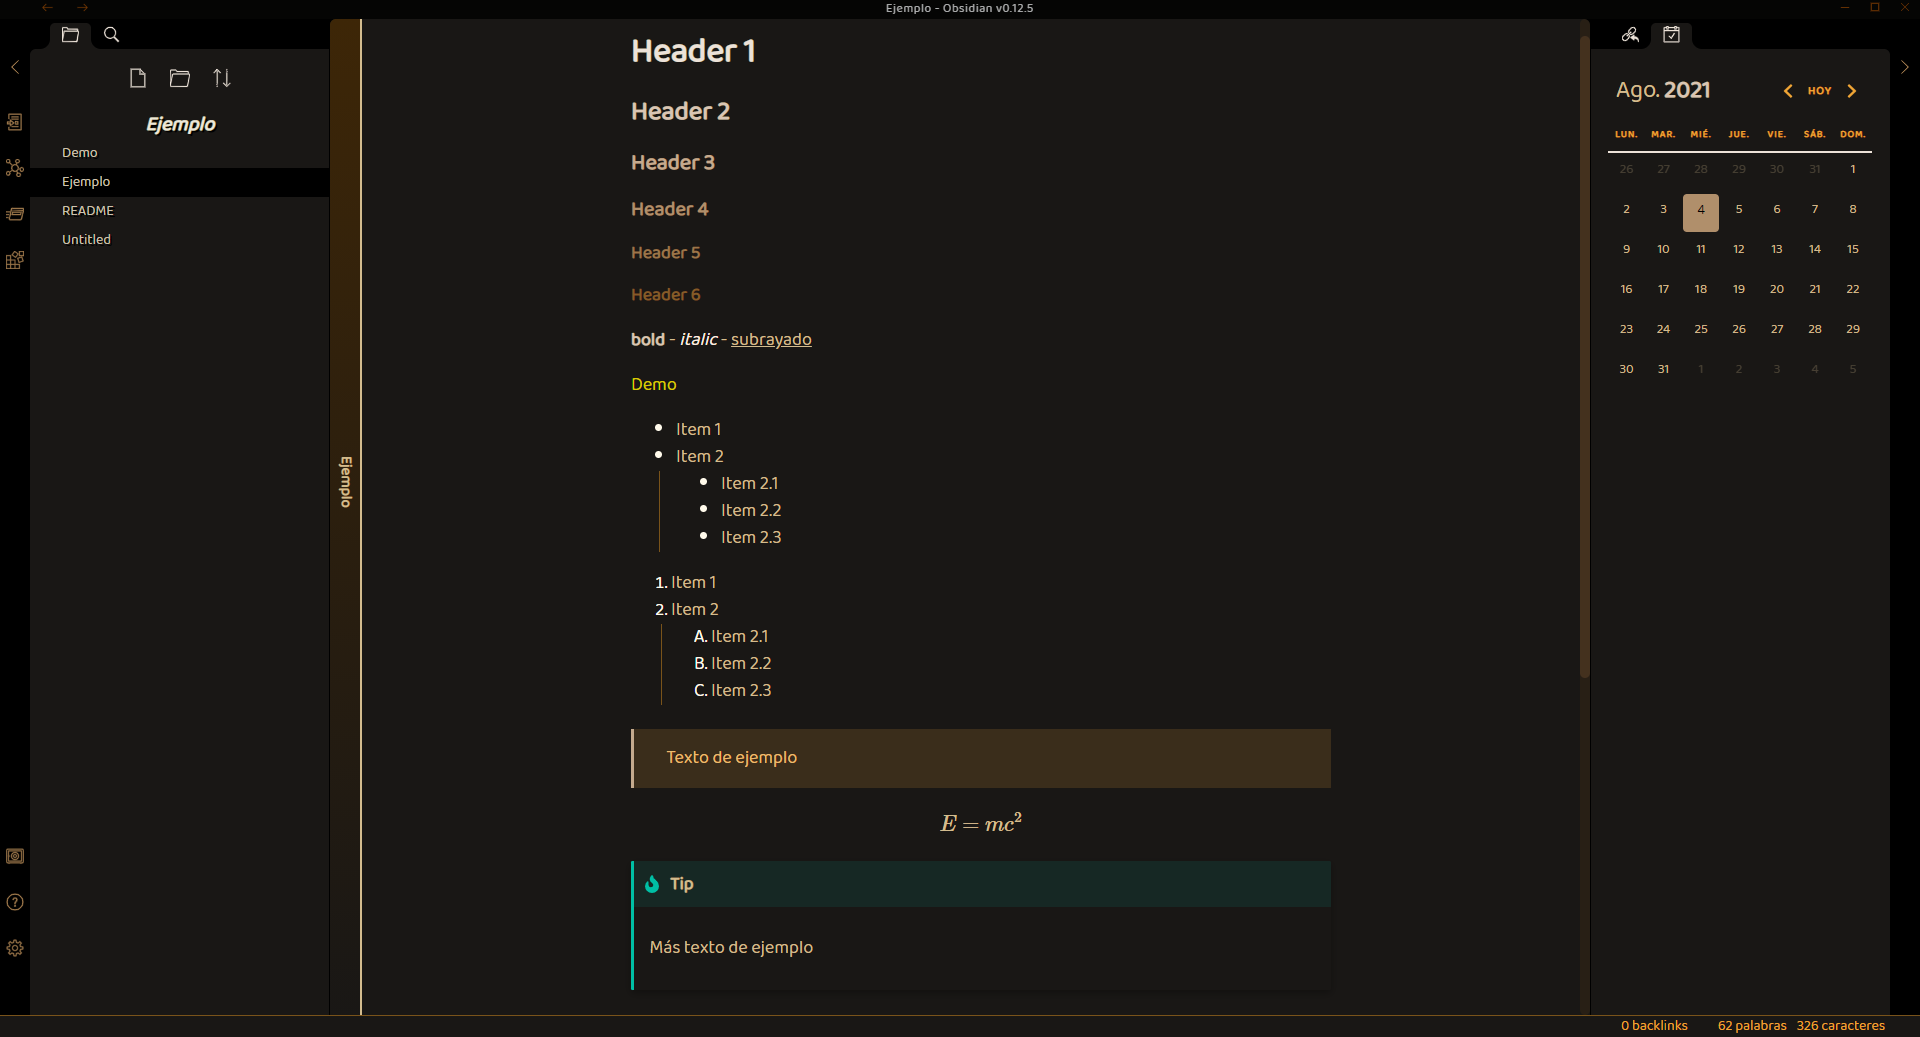 Ejemplo - Obsidian v0.12.5
Ejemplo
Demo
Ejemplo
README
Untitled
Ejemplo
Header 1
Header 2
Header 3
Header 4
Header 5
Header 6
bold - italic - subrayado
Demo
Item 1
Item 2
Item 2.1
Item 2.2
Item 2.3
1. Item 1
2. Item 2
A. Item 2.1
B. Item 2.2
C. Item 2.3
Texto de ejemplo
E = mc²
Tip
Más texto de ejemplo
Ago. 2021 HOY
LUN. MAR. MIÉ. JUE. VIE. SÁB. DOM.
26 27 28 29 30 31 1
2 3 4 5 6 7 8
9 10 11 12 13 14 15
16 17 18 19 20 21 22
23 24 25 26 27 28 29
30 31 1 2 3 4 5
0 backlinks 62 palabras 326 caracteres